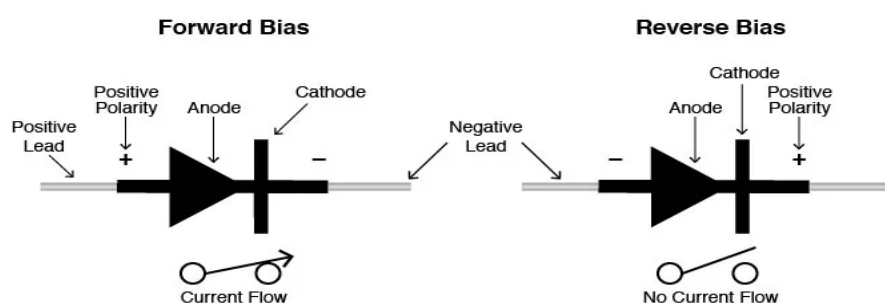 Forward Bias
Reverse Bias
Positive
Polarity
Anode
Cathode
Positive
Lead
+
–
Negative
Lead
Cathode
Anode
Positive
Polarity
–
+
Current Flow
No Current Flow